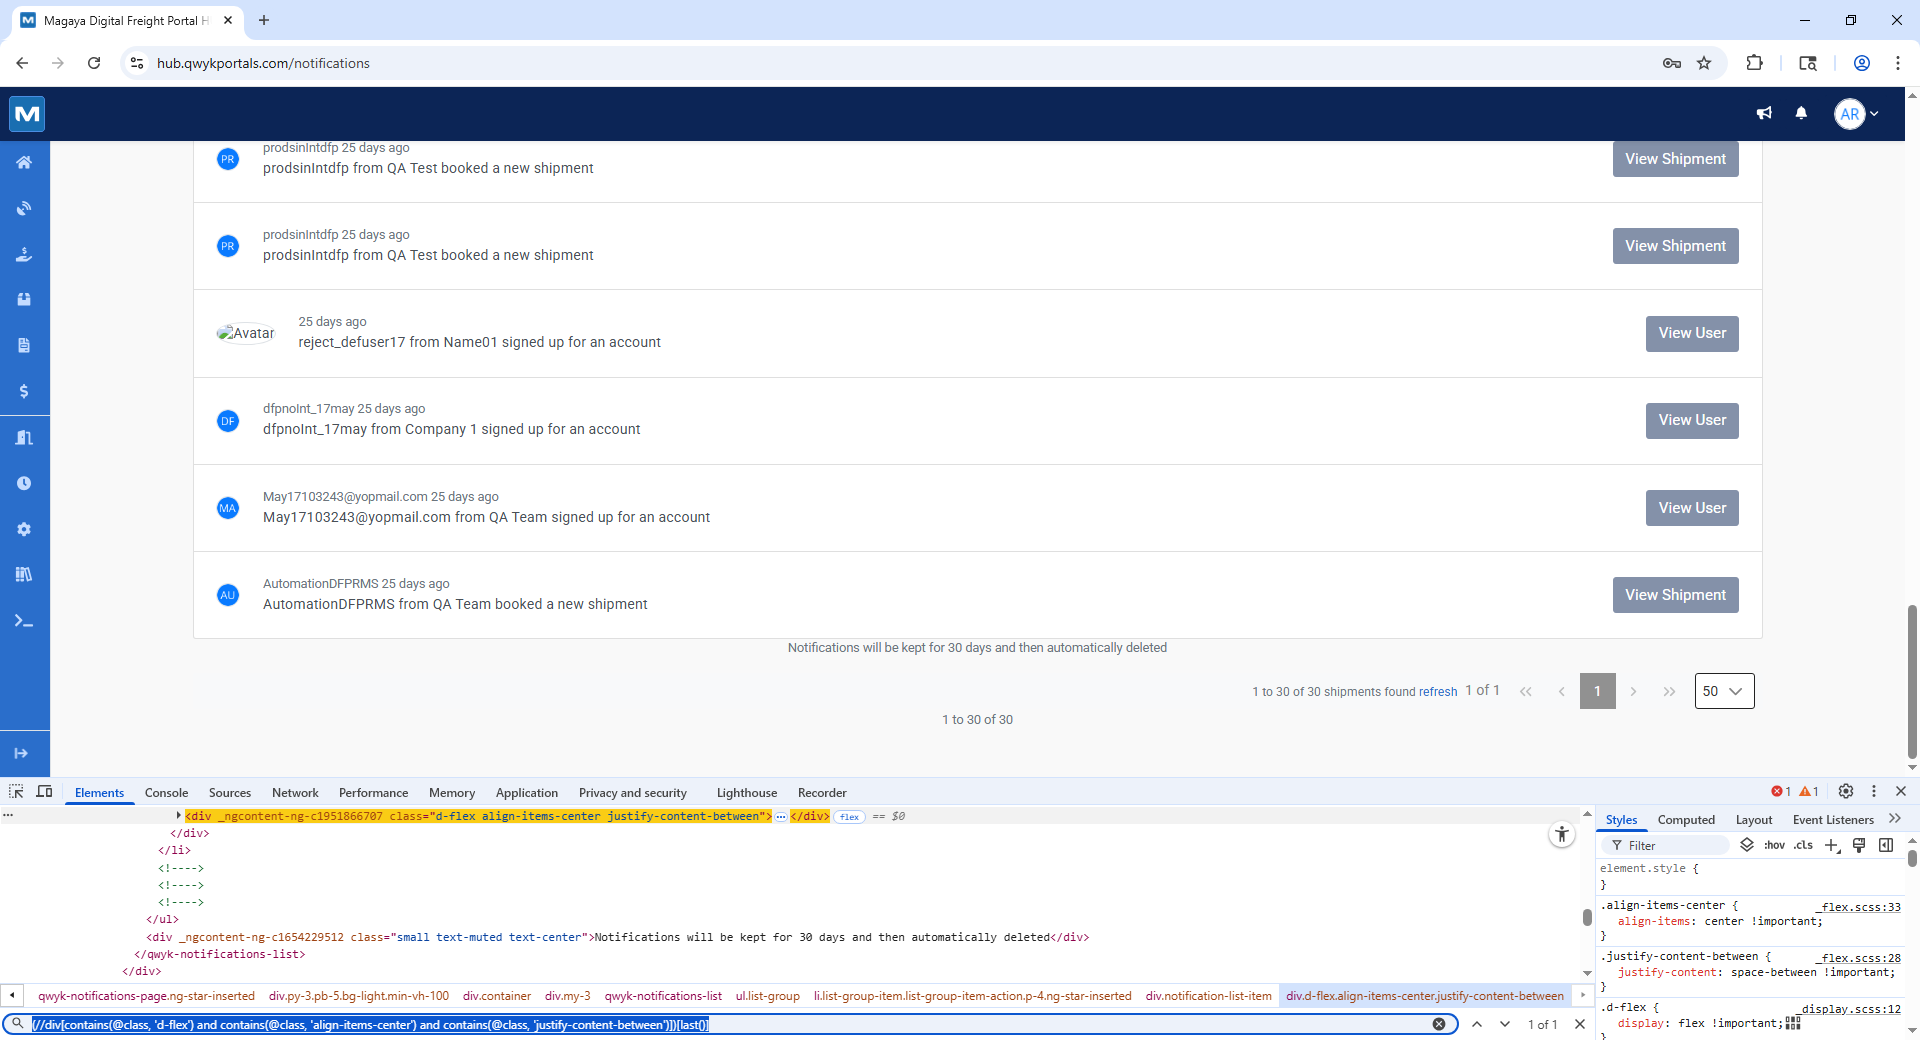 Magaya Digital Freight Portal H
hub.qwykportals.com/notifications
AR
prodsinIntdfp 25 days ago
PR
prodsinIntdfp from QA Test booked a new shipment
View Shipment
prodsinIntdfp 25 days ago
PR
prodsinIntdfp from QA Test booked a new shipment
View Shipment
25 days ago
Avatar
reject_defuser17 from Name01 signed up for an account
View User
dfpnoInt_17may 25 days ago
DF
dfpnoInt_17may from Company 1 signed up for an account
View User
May17103243@yopmail.com 25 days ago
MA
May17103243@yopmail.com from QA Team signed up for an account
View User
AutomationDFPRMS 25 days ago
AU
AutomationDFPRMS from QA Team booked a new shipment
View Shipment
Notifications will be kept for 30 days and then automatically deleted
1 to 30 of 30 shipments found refresh 1 of 1 « ‹ 1 › » 50
1 to 30 of 30
Elements Console Sources Network Performance Memory Application Privacy and security Lighthouse Recorder 1 1
<div _ngcontent-ng-c1951866707 class="d-flex align-items-center justify-content-between"> ... </div> flex == $0
</div>
</li>
<!---->
<!---->
<!---->
</ul>
<div _ngcontent-ng-c1654229512 class="small text-muted text-center">Notifications will be kept for 30 days and then automatically deleted</div>
</qwyk-notifications-list>
</div>
qwyk-notifications-page.ng-star-inserted div.py-3.pb-5.bg-light.min-vh-100 div.container div.my-3 qwyk-notifications-list ul.list-group li.list-group-item.list-group-item-action.p-4.ng-star-inserted div.notification-list-item div.d-flex.align-items-center.justify-content-between
(//div[contains(@class, 'd-flex') and contains(@class, 'align-items-center') and contains(@class, 'justify-content-between')])[last()]
1 of 1
Styles Computed Layout Event Listeners
Filter :hov .cls
element.style {
}
.align-items-center { _flex.scss:33
align-items: center !important;
}
.justify-content-between { _flex.scss:28
justify-content: space-between !important;
}
.d-flex { _display.scss:12
display: flex !important;
}